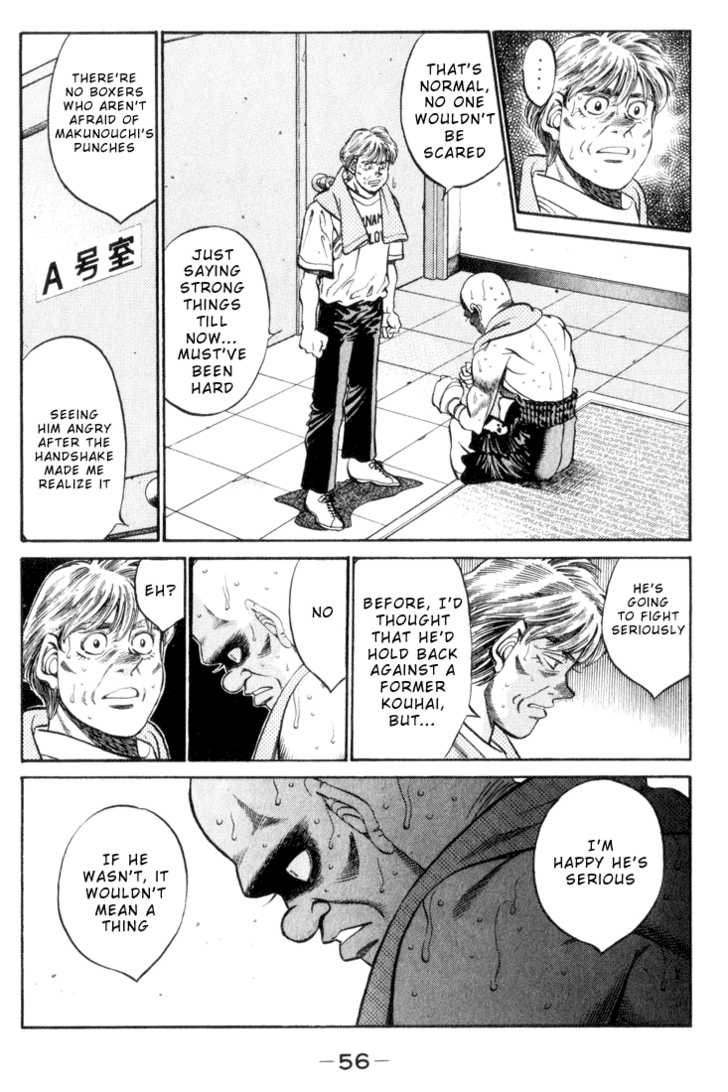 ...
THAT'S
NORMAL,
NO ONE
WOULDN'T
BE
SCARED
JUST
SAYING
STRONG
THINGS
TILL
NOW...
MUST'VE
BEEN
HARD
THERE'RE
NO BOXERS
WHO AREN'T
AFRAID OF
MAKUNOUCHI'S
PUNCHES
A号室
SEEING
HIM ANGRY
AFTER THE
HANDSHAKE
MADE ME
REALIZE IT
HE'S
GOING
TO FIGHT
SERIOUSLY
BEFORE, I'D
THOUGHT
THAT HE'D
HOLD BACK
AGAINST A
FORMER
KOUHAI,
BUT...
NO
EH?
I'M
HAPPY HE'S
SERIOUS
IF HE
WASN'T, IT
WOULDN'T
MEAN A
THING
-56-